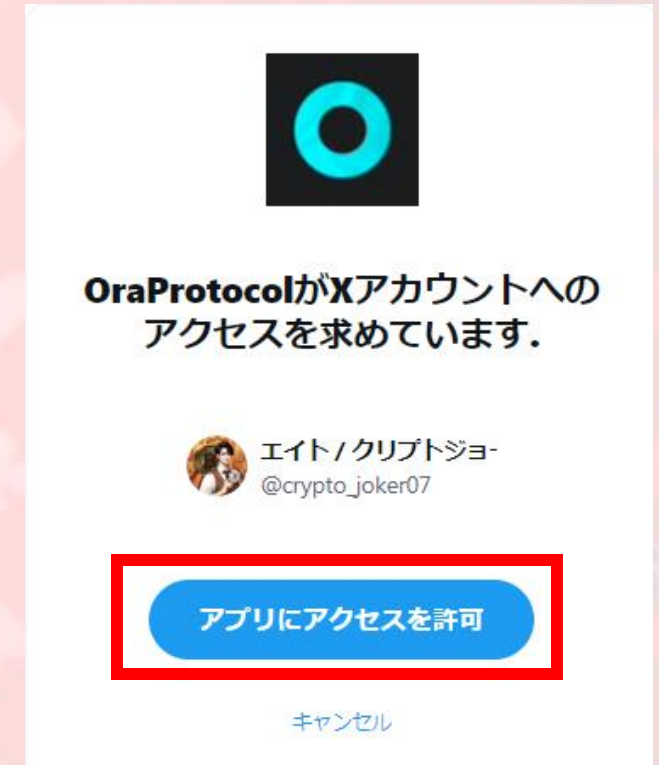 OraProtocolがXアカウントへの
アクセスを求めています.
エイト / クリプトジョー
@crypto_joker07
アプリにアクセスを許可
キャンセル